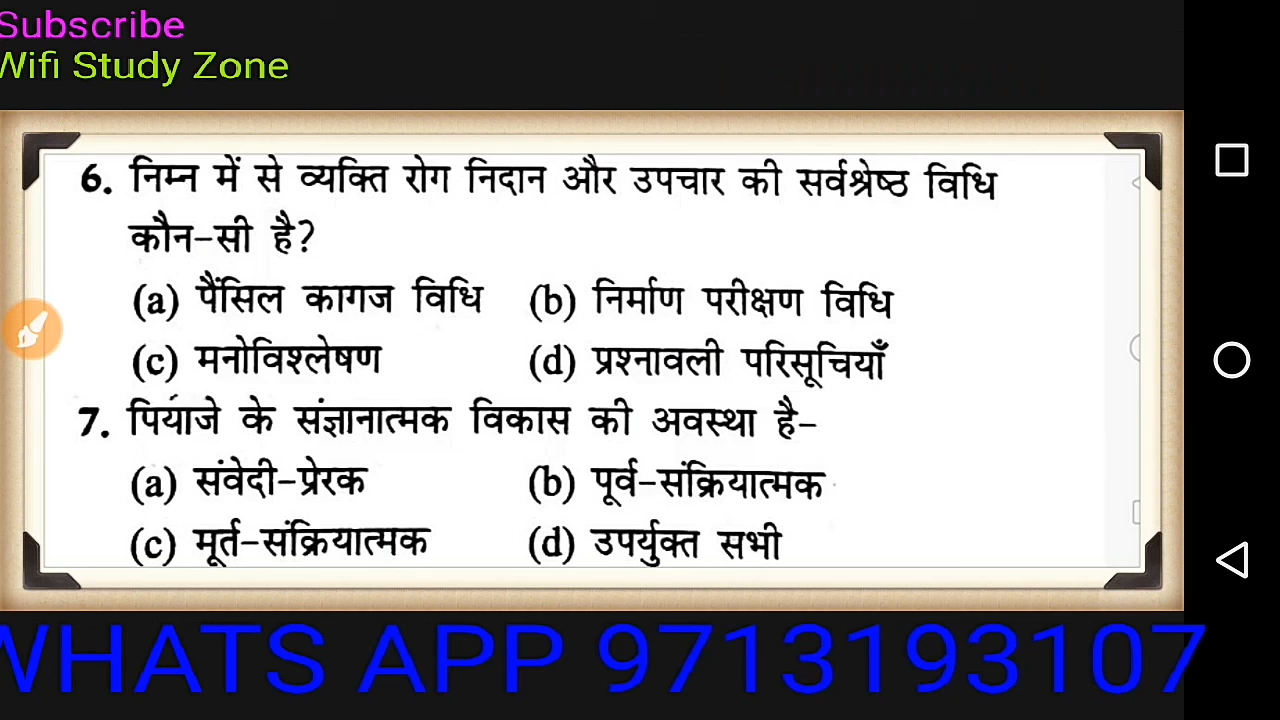 Subscribe
Wifi Study Zone
6. निम्न में से व्यक्ति रोग निदान और उपचार की सर्वश्रेष्ठ विधि
कौन-सी है?
(a) पैंसिल कागज विधि (b) निर्माण परीक्षण विधि
(c) मनोविश्लेषण (d) प्रश्नावली परिसूचियाँ
7. पियाजे के संज्ञानात्मक विकास की अवस्था है-
(a) संवेदी-प्रेरक (b) पूर्व-संक्रियात्मक
(c) मूर्त-संक्रियात्मक (d) उपर्युक्त सभी
WHATS APP 9713193107